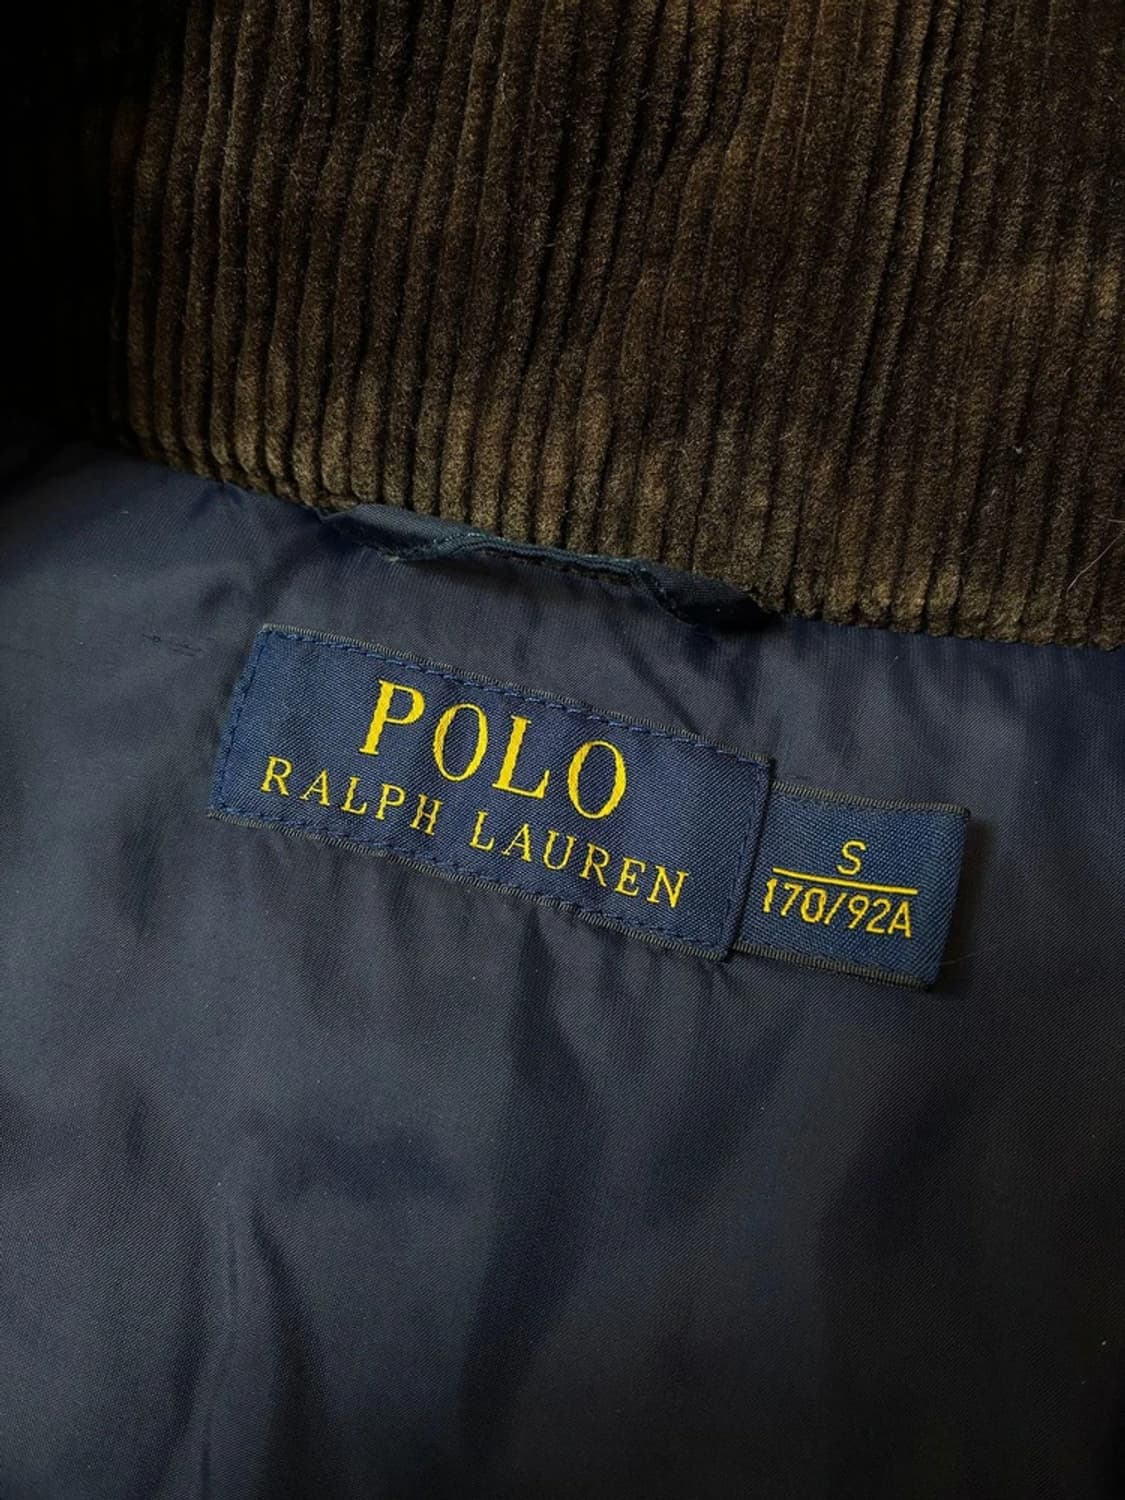 POLO
RALPH LAUREN
S
170/92A